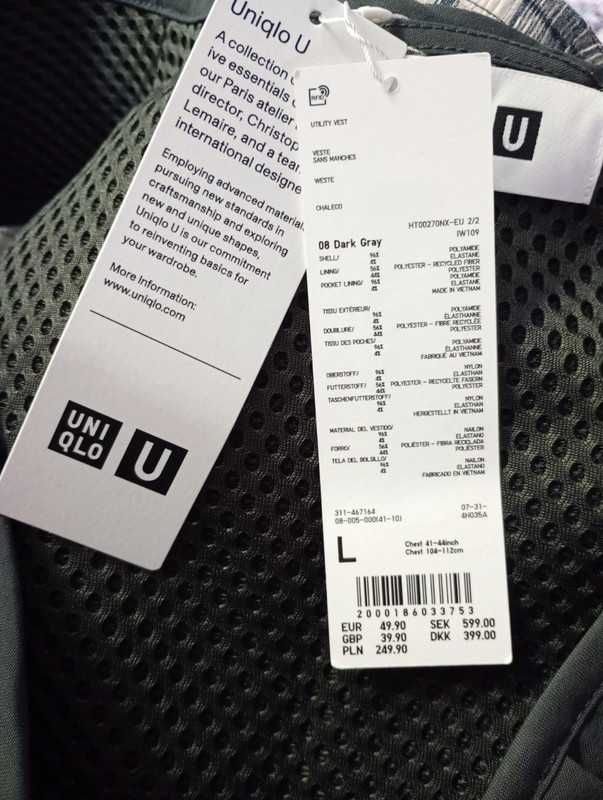 Uniqlo U
A collection
ive essentials
our Paris atelier
director, Christop
Lemaire, and a tea
international designe
Employing advanced material
pursuing new standards in
craftsmanship and exploring
new and unique shapes,
Uniqlo U is our commitment
to reinventing basics for
your wardrobe.
More Information:
www.uniqlo.com
UNI
QLO
U
U
RFID
UTILITY VEST
VESTE
SANS MANCHES
WESTE
CHALECO
HT00270NX-EU 2/2
08 Dark Gray IW109
SHELL/ 96% POLYAMIDE
4% ELASTANE
LINING/ 56% POLYESTER - RECYCLED FIBER
44% POLYESTER
POCKET LINING/ 96% POLYAMIDE
4% ELASTANE
MADE IN VIETNAM
TISSU EXTÉRIEUR/ 96% POLYAMIDE
4% ÉLASTHANNE
DOUBLURE/ 56% POLYESTER - FIBRE RECYCLÉE
44% POLYESTER
TISSU DES POCHES/ 96% POLYAMIDE
4% ÉLASTHANNE
FABRIQUÉ AU VIETNAM
OBERSTOFF/ 96% NYLON
4% ELASTHAN
FUTTERSTOFF/ 56% POLYESTER - RECYCELTE FASERN
44% POLYESTER
TASCHENFUTTERSTOFF/ 96% NYLON
4% ELASTHAN
HERGESTELLT IN VIETNAM
MATERIAL DEL VESTIDO/ 96% NAILON
4% ELASTANO
FORRO/ 56% POLIÉSTER - FIBRA RECICLADA
44% POLIÉSTER
TELA DEL BOLSILLO/ 96% NAILON
4% ELASTANO
FABRICADO EN VIETNAM
311-467164 07-31-
08-005-000(41-10) 4H035A
L Chest 41-44inch
Chest 104-112cm
2000186033753
EUR 49.90 SEK 599.00
GBP 39.90 DKK 399.00
PLN 249.90